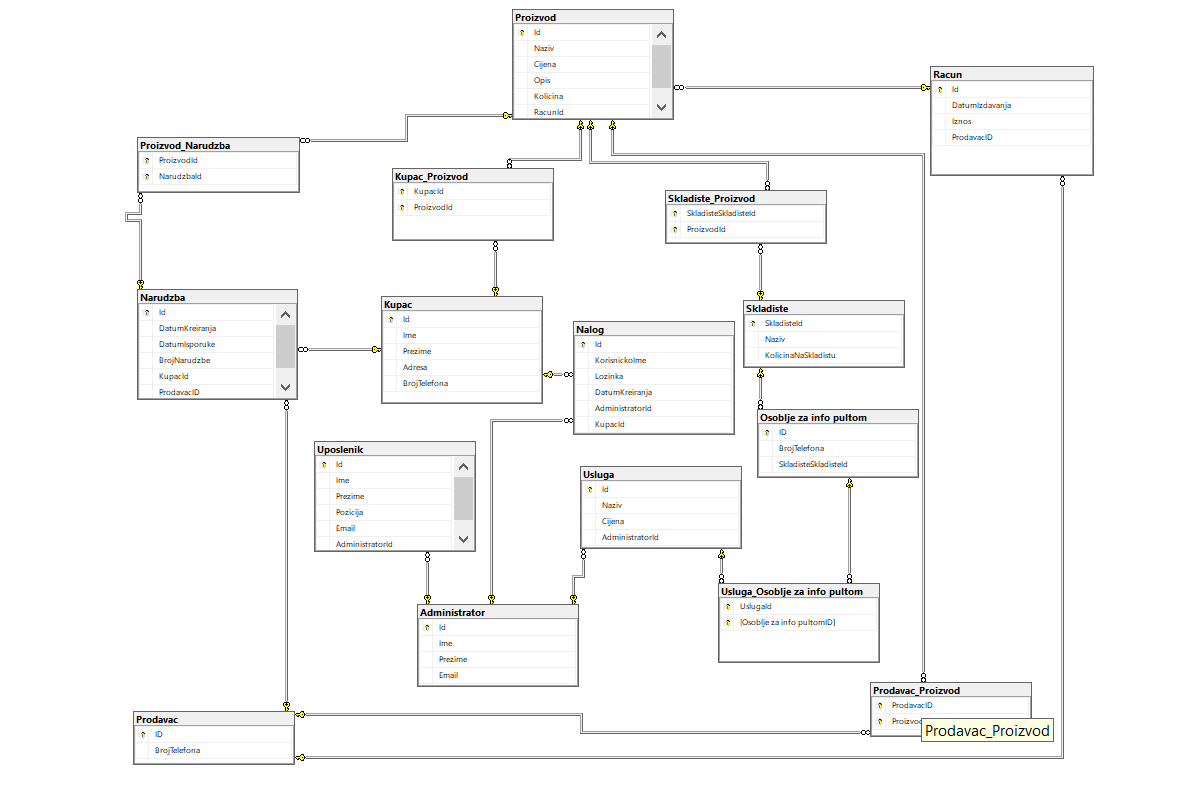 Proizvod
Id
Naziv
Cijena
Opis
Kolicina
RacunId
Racun
Id
DatumIzdavanja
Iznos
ProdavacID
Proizvod_Narudzba
ProizvodId
NarudzbaId
Kupac_Proizvod
KupacId
ProizvodId
Skladiste_Proizvod
SkladisteSkladisteId
ProizvodId
Narudzba
Id
DatumKreiranja
DatumIsporuke
BrojNarudzbe
KupacId
ProdavacID
Kupac
Id
Ime
Prezime
Adresa
BrojTelefona
Nalog
Id
KorisnickoIme
Lozinka
DatumKreiranja
AdministratorId
KupacId
Skladiste
SkladisteId
Naziv
KolicinaNaSkladistu
Osoblje za info pultom
ID
BrojTelefona
SkladisteSkladisteId
Uposlenik
Id
Ime
Prezime
Pozicija
Email
AdministratorId
Usluga
Id
Naziv
Cijena
AdministratorId
Usluga_Osoblje za info pultom
UslugaId
[Osoblje za info pultomID]
Administrator
Id
Ime
Prezime
Email
Prodavac_Proizvod
ProdavacID
Proizvod_Proizvod
Prodavac
ID
BrojTelefona